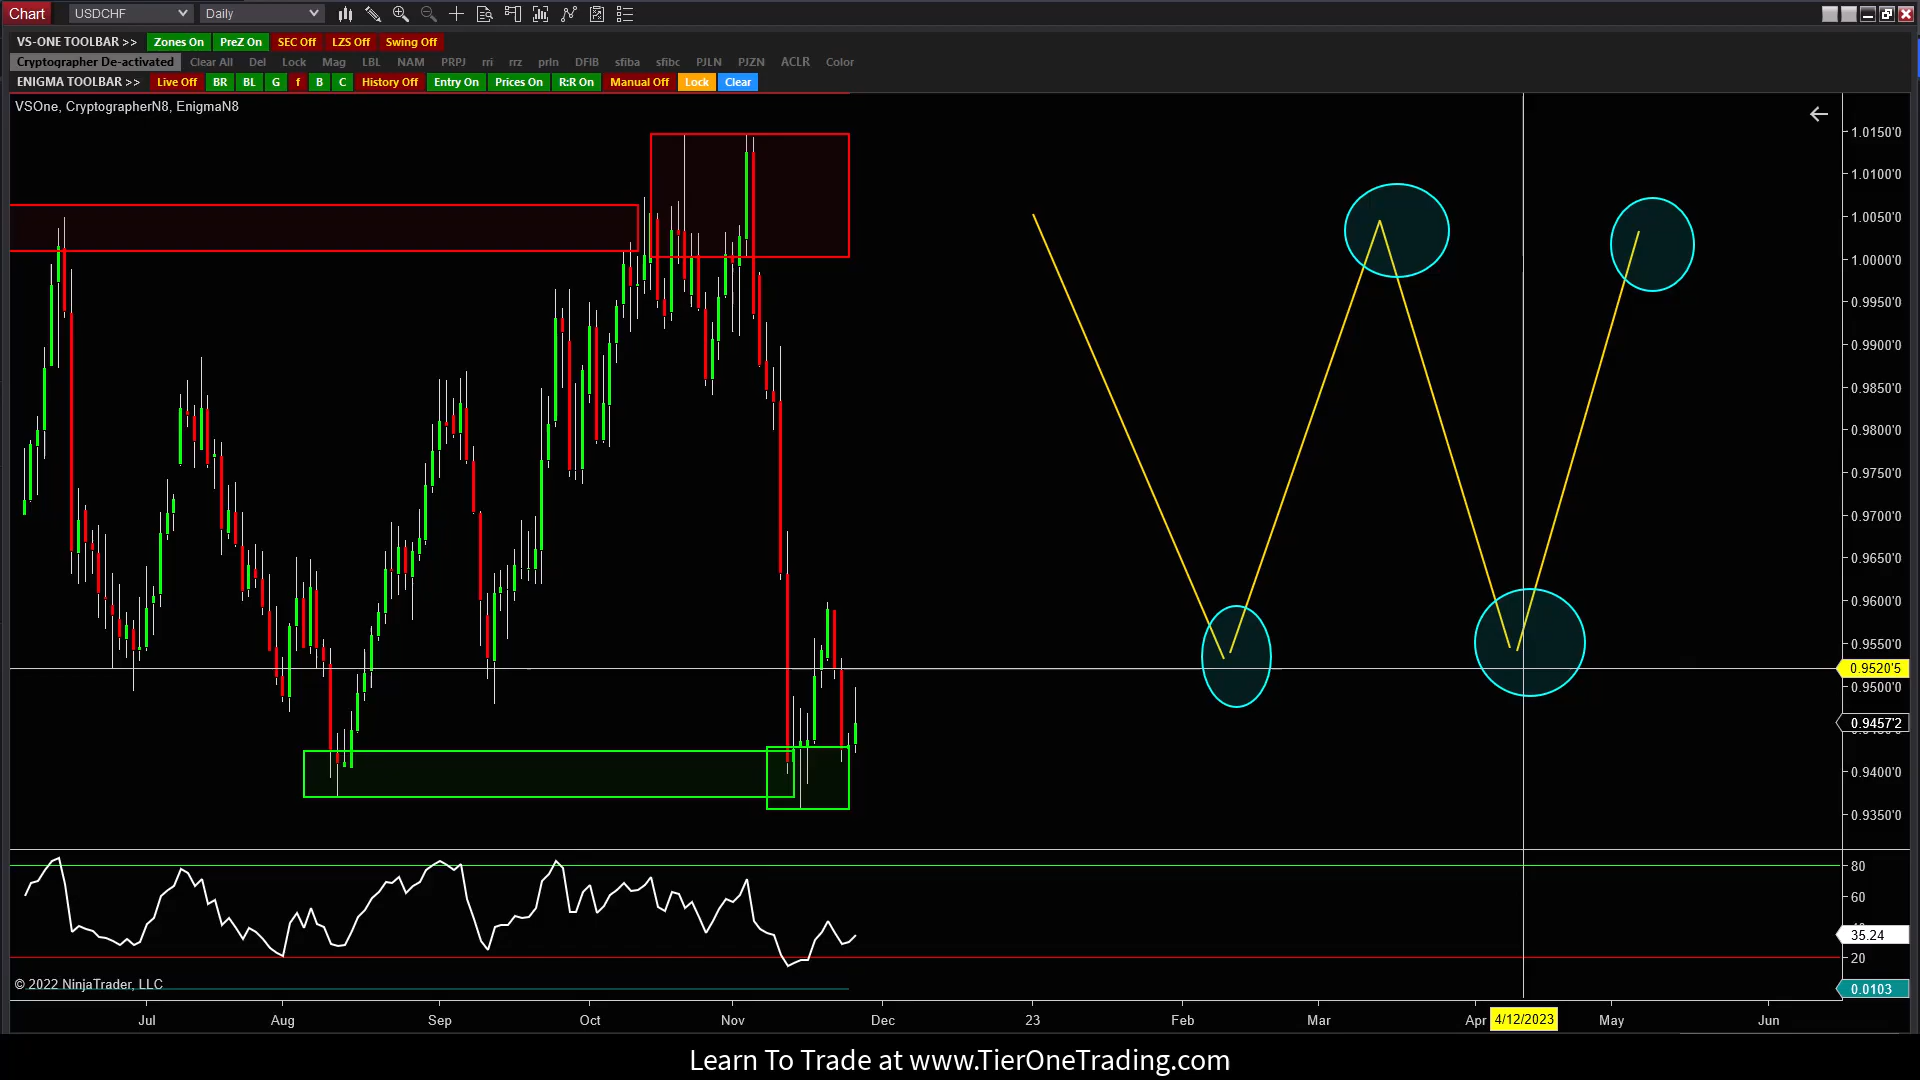 Chart USDCHF Daily
VS-ONE TOOLBAR >> Zones On PreZ On SEC Off LZS Off Swing Off
Cryptographer De-activated Clear All Del Lock Mag LBL NAM PRPJ rri rrz prln DFIB sfiba sfibc PJLN PJZN ACLR Color
ENIGMA TOOLBAR >> Live Off BR BL G f B C History Off Entry On Prices On R:R On Manual Off Lock Clear
VSOne, CryptographerN8, EnigmaN8
1.0150'0
1.0100'0
1.0050'0
1.0000'0
0.9950'0
0.9900'0
0.9850'0
0.9800'0
0.9750'0
0.9700'0
0.9650'0
0.9600'0
0.9550'0
0.9520'5
0.9500'0
0.9457'2
0.9400'0
0.9350'0
80
60
35.24
20
© 2022 NinjaTrader, LLC
0.0103
Jul Aug Sep Oct Nov Dec 23 Feb Mar Apr 4/12/2023 May Jun
Learn To Trade at www.TierOneTrading.com